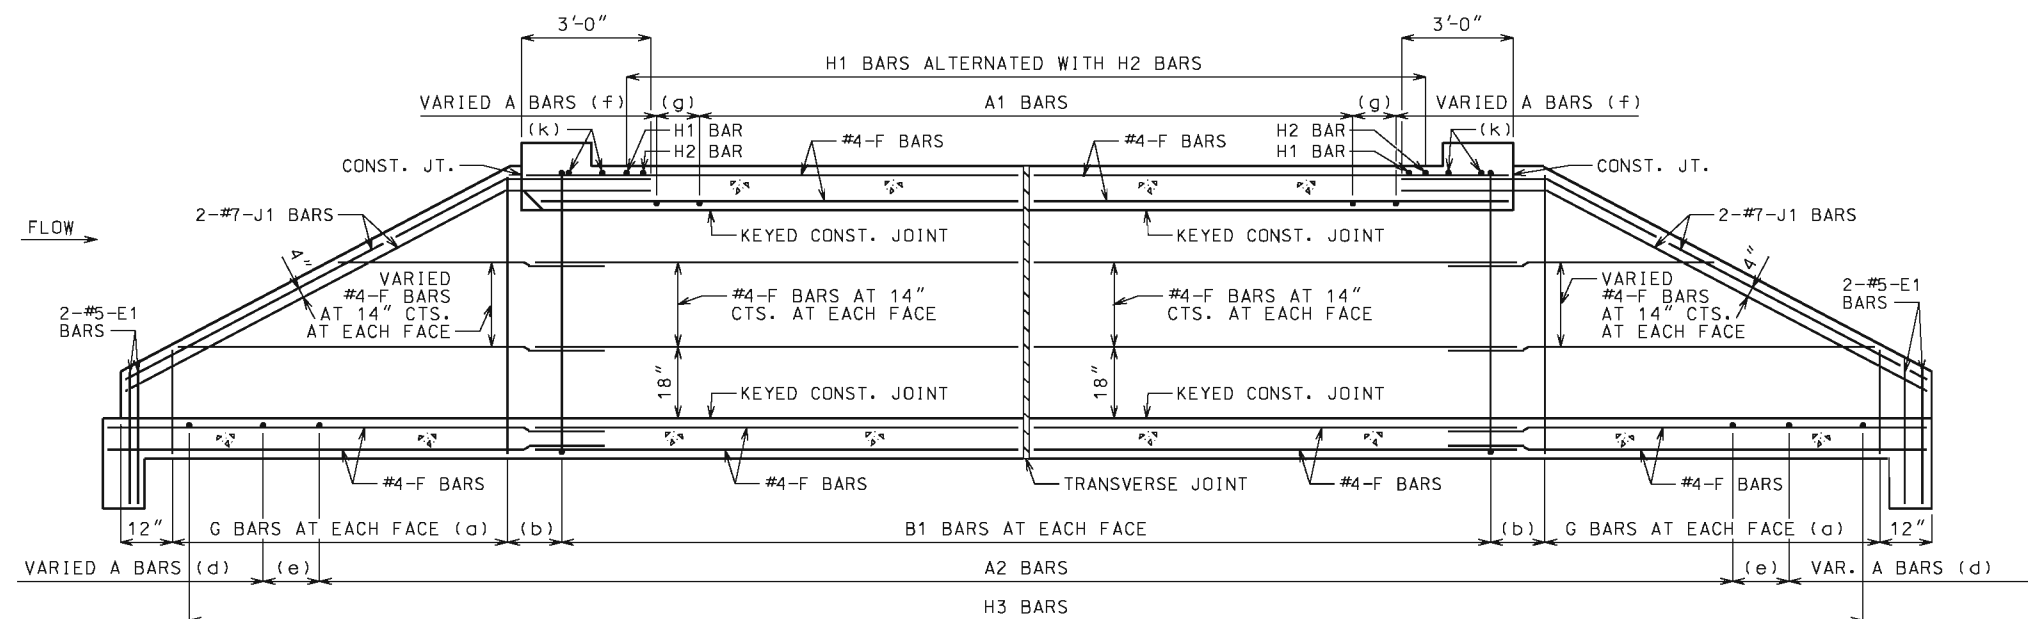 3'-0" 3'-0"
H1 BARS ALTERNATED WITH H2 BARS
VARIED A BARS (f) (g) A1 BARS (g) VARIED A BARS (f)
(k) H1 BAR #4-F BARS #4-F BARS H2 BAR (k)
H2 BAR H1 BAR
CONST. JT. CONST. JT.
2-#7-J1 BARS 2-#7-J1 BARS
FLOW
KEYED CONST. JOINT KEYED CONST. JOINT
4" 4"
VARIED
#4-F BARS
AT 14" CTS.
AT EACH FACE
#4-F BARS AT 14"
CTS. AT EACH FACE
#4-F BARS AT 14"
CTS. AT EACH FACE
VARIED
#4-F BARS
AT 14" CTS.
AT EACH FACE
2-#5-E1
BARS
2-#5-E1
BARS
18" 18"
KEYED CONST. JOINT KEYED CONST. JOINT
#4-F BARS #4-F BARS TRANSVERSE JOINT #4-F BARS #4-F BARS
12" G BARS AT EACH FACE (a) (b) B1 BARS AT EACH FACE (b) G BARS AT EACH FACE (a) 12"
VARIED A BARS (d) (e) A2 BARS (e) VAR. A BARS (d)
H3 BARS